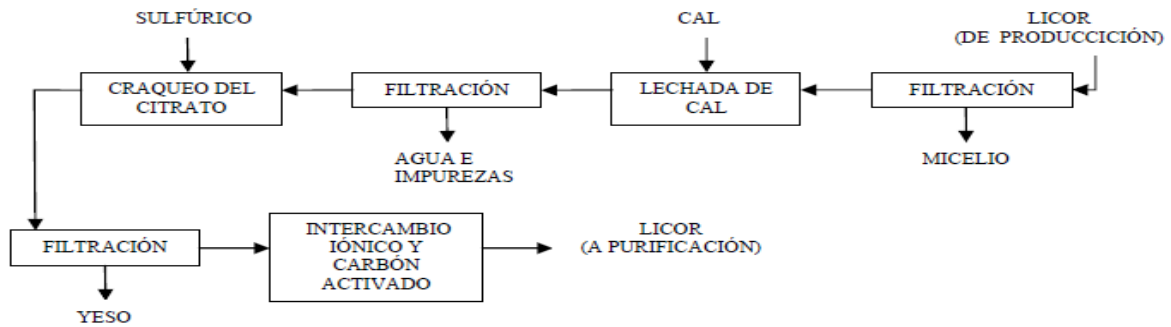 SULFÚRICO
CAL
LICOR
(DE PRODUCCICIÓN)
CRAQUEO DEL
CITRATO
FILTRACIÓN
LECHADA DE
CAL
FILTRACIÓN
AGUA E
IMPUREZAS
MICELIO
FILTRACIÓN
INTERCAMBIO
IÓNICO Y
CARBÓN
ACTIVADO
LICOR
(A PURIFICACIÓN)
YESO